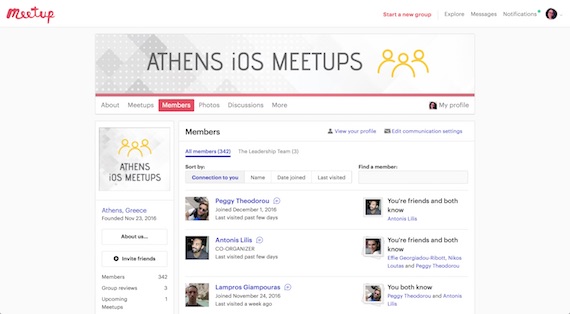 Meetup
Start a new group
Explore Messages Notifications
ATHENS iOS MEETUPS
About Meetups Members Photos Discussions More
My profile
ATHENS
iOS MEETUPS
Athens, Greece
Founded Nov 23, 2016
About us...
Invite friends
Members 342
Group reviews 3
Upcoming 1
Meetups
Members
View your profile
Edit communication settings
All members (342) The Leadership Team (3)
Sort by:
Connection to you Name Date joined Last visited
Find a member:
Peggy Theodorou
Joined December 1, 2016
Last visited past few days
You're friends and both
know
Antonis Lilis
Antonis Lilis
CO-ORGANIZER
Last visited past few days
You're friends and both
know
Effie Georgiadou-Ribott, Nikos
Loutas and Peggy Theodorou
Lampros Giampouras
Joined November 24, 2016
Last visited a week ago
You both know
Peggy Theodorou and Antonis
Lilis